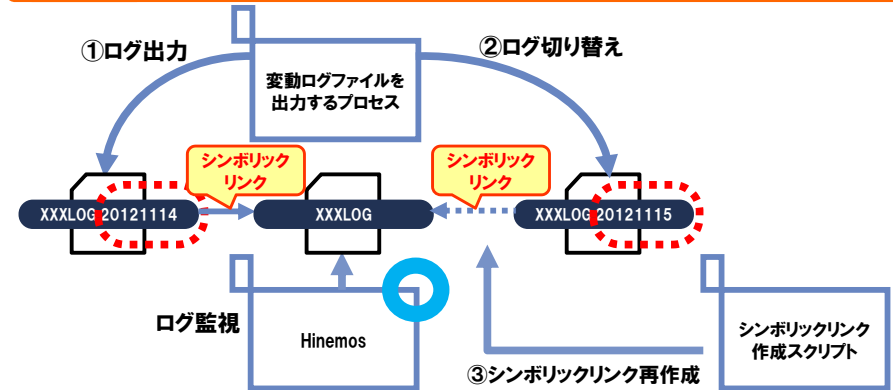 ①ログ出力
②ログ切り替え
変動ログファイルを
出力するプロセス
シンボリック
リンク
シンボリック
リンク
XXXLOG 20121114
XXXLOG
XXXLOG 20121115
ログ監視
Hinemos
シンボリックリンク
作成スクリプト
③シンボリックリンク再作成